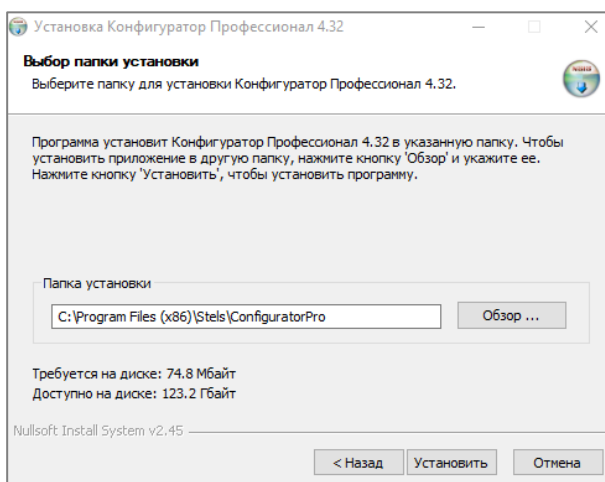 Установка Конфигуратор Профессионал 4.32
Выбор папки установки
Выберите папку для установки Конфигуратор Профессионал 4.32.
Программа установит Конфигуратор Профессионал 4.32 в указанную папку. Чтобы
установить приложение в другую папку, нажмите кнопку 'Обзор' и укажите ее.
Нажмите кнопку 'Установить', чтобы установить программу.
Папка установки
C:\Program Files (x86)\Stels\ConfiguratorPro
Обзор ...
Требуется на диске: 74.8 Мбайт
Доступно на диске: 123.2 Гбайт
Nullsoft Install System v2.45
< Назад Установить Отмена